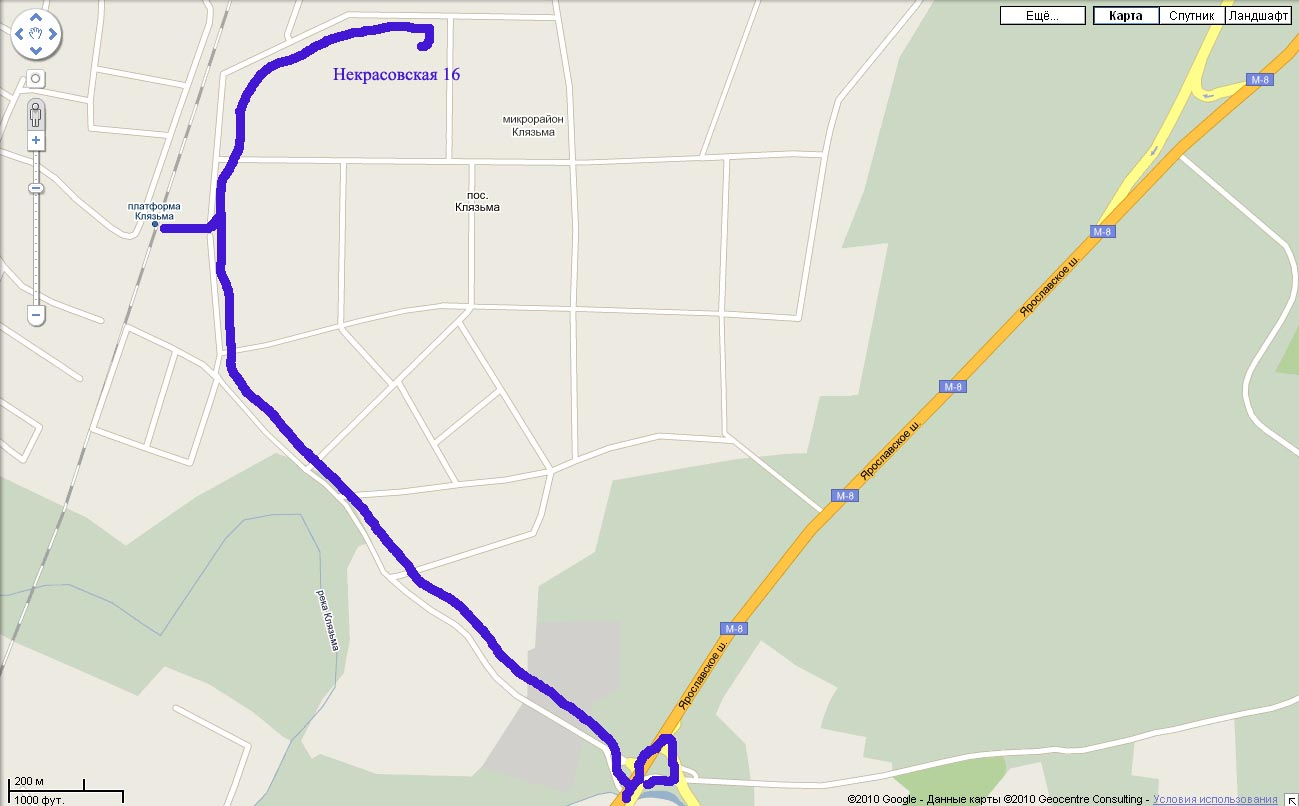 Ещё...
Карта
Спутник
Ландшафт
М-8
Некрасовская 16
микрорайон
Клязьма
пос.
Клязьма
платформа
Клязьма
М-8
Ярославское ш.
М-8
Ярославское ш.
М-8
река Клязьма
М-8
Ярославское ш.
200 м
1000 фут.
©2010 Google - Данные карты ©2010 Geocentre Consulting - Условия использования